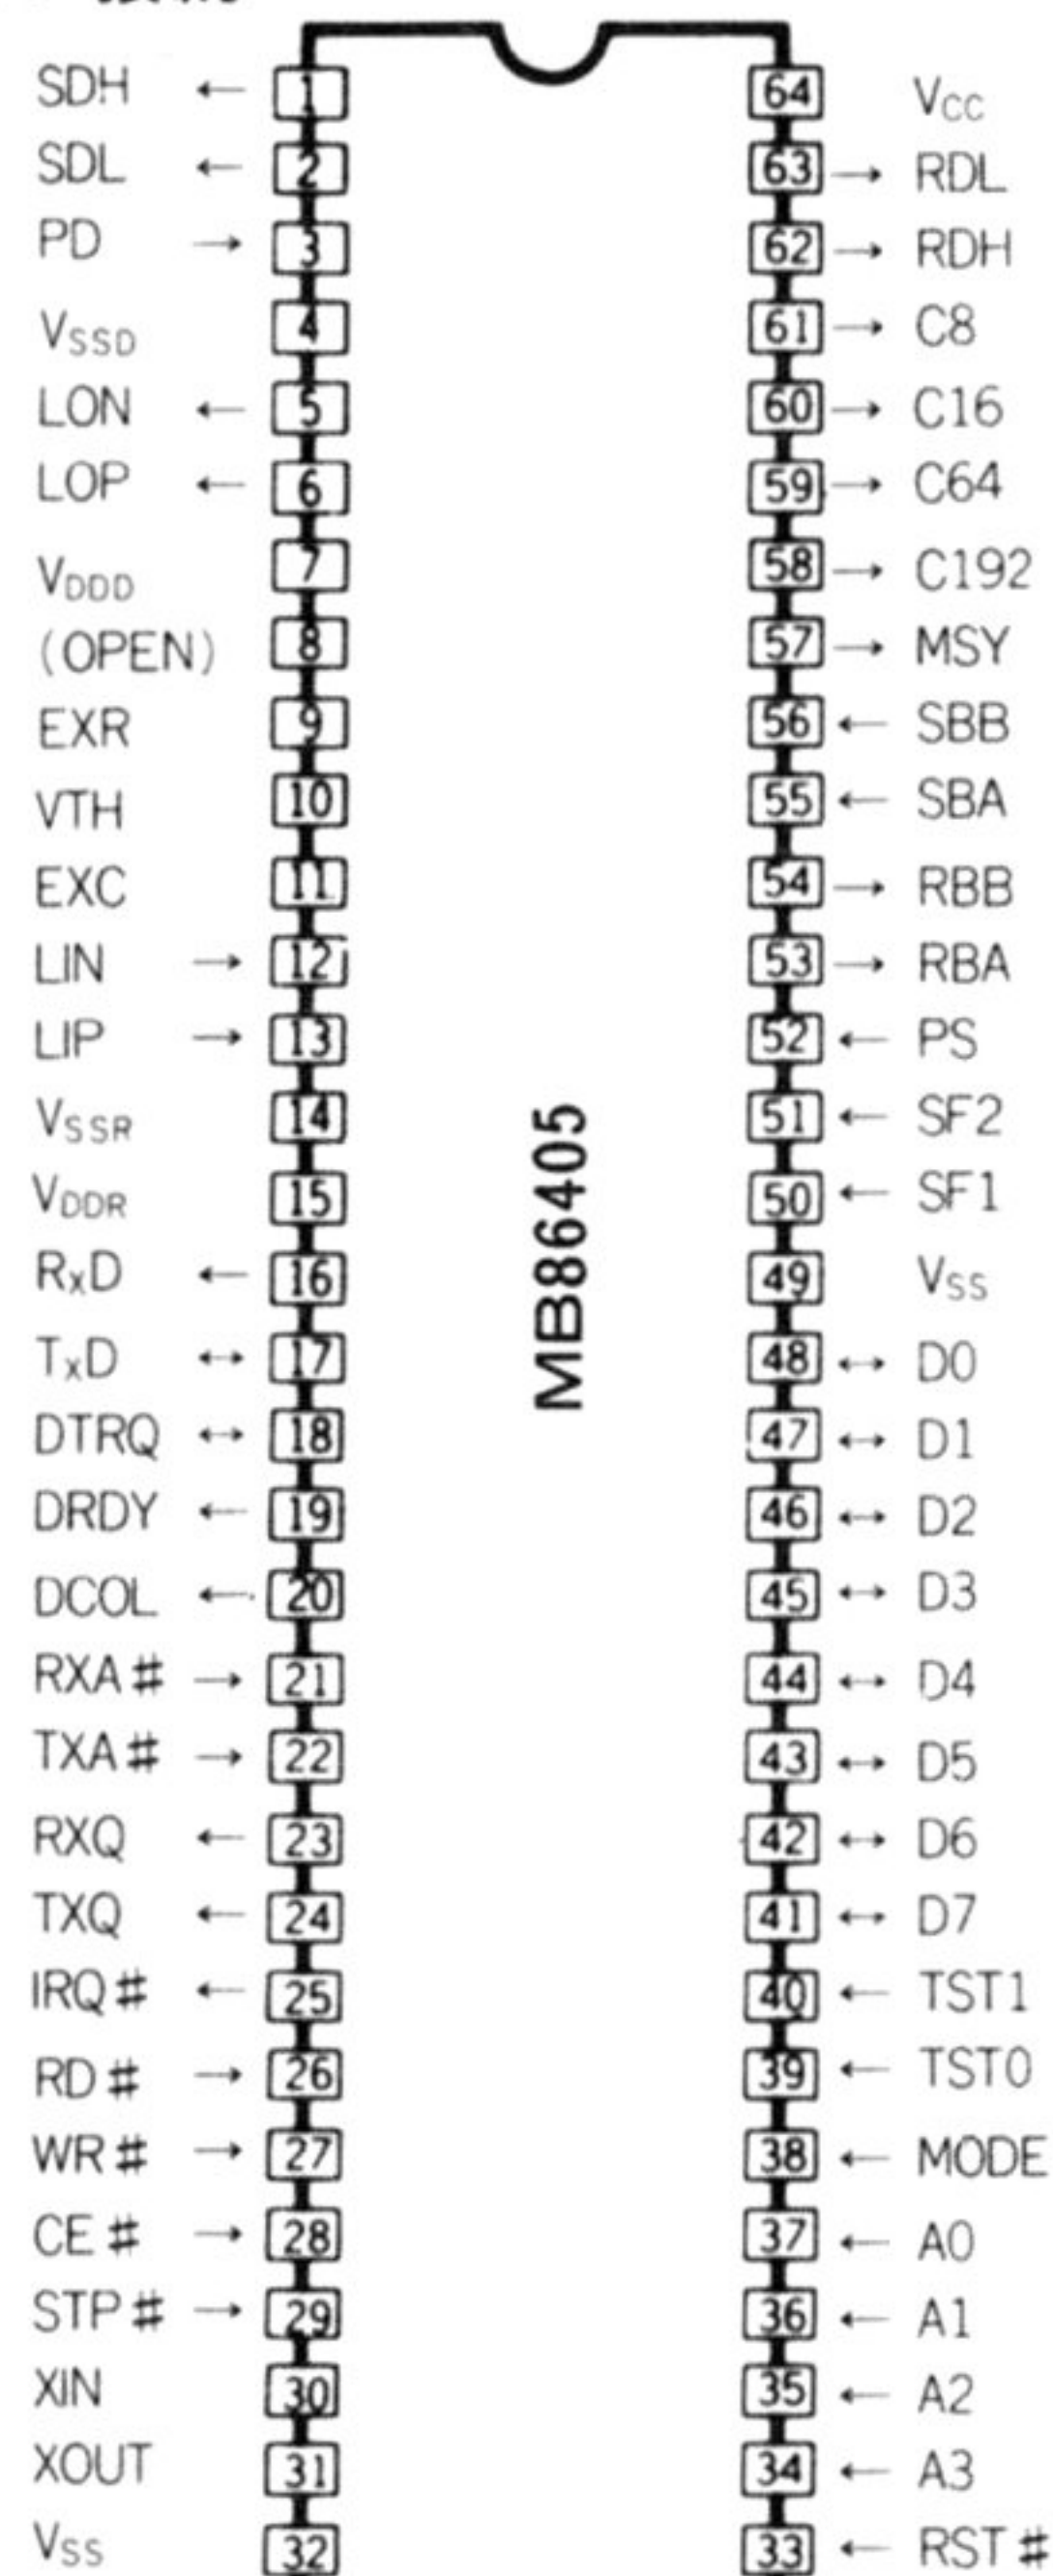 SDH ← 1 64 VCC
SDL ← 2 63 → RDL
PD → 3 62 → RDH
VSSD 4 61 → C8
LON ← 5 60 → C16
LOP ← 6 59 → C64
VDDD 7 58 → C192
(OPEN) 8 57 → MSY
EXR 9 56 ← SBB
VTH 10 55 ← SBA
EXC 11 54 → RBB
LIN → 12 53 → RBA
LIP → 13 52 ← PS
VSSR 14 51 ← SF2
VDDR 15 50 ← SF1
RxD ← 16 49 VSS
TxD ↔ 17 48 ↔ D0
DTRQ ↔ 18 47 ↔ D1
DRDY ← 19 46 ↔ D2
DCOL ← 20 45 ↔ D3
RXA# → 21 44 ↔ D4
TXA# → 22 43 ↔ D5
RXQ ← 23 42 ↔ D6
TXQ ← 24 41 ↔ D7
IRQ# ← 25 40 ← TST1
RD# → 26 39 ← TST0
WR# → 27 38 ← MODE
CE# → 28 37 ← A0
STP# → 29 36 ← A1
XIN 30 35 ← A2
XOUT 31 34 ← A3
VSS 32 33 ← RST#
MB86405